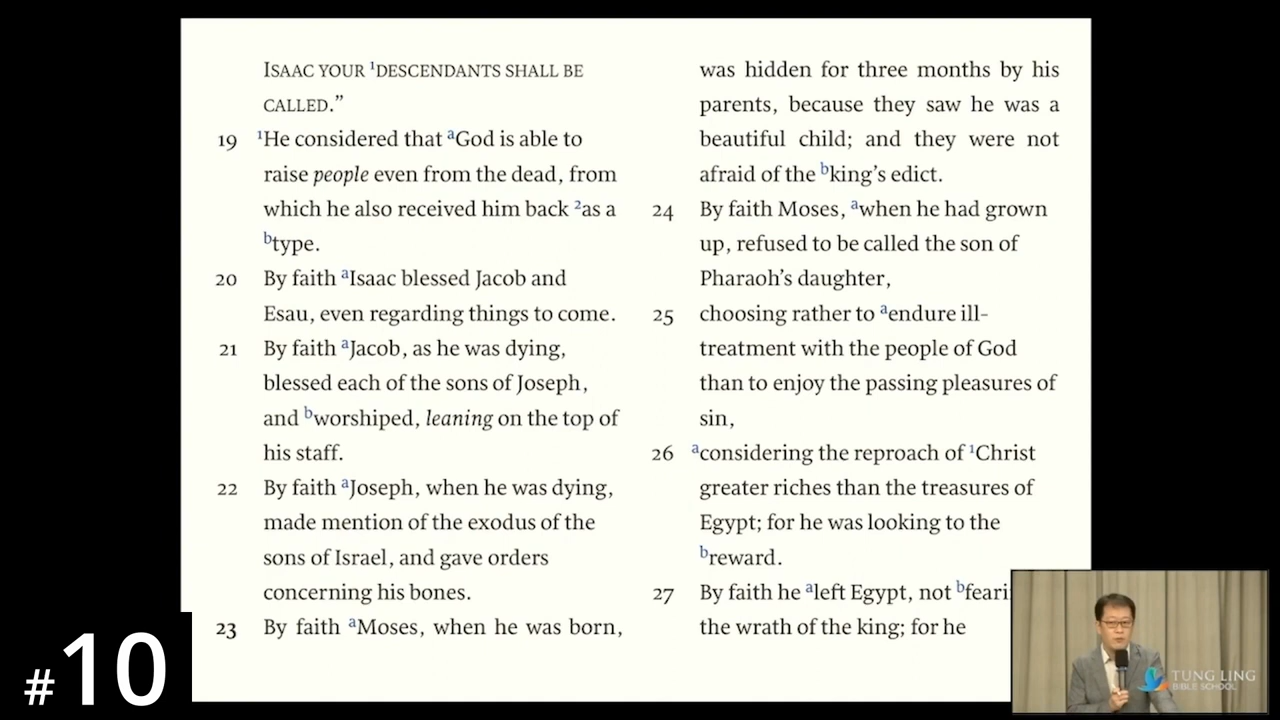 ISAAC YOUR ¹DESCENDANTS SHALL BE
CALLED.”
19 ¹He considered that ᵃGod is able to
raise people even from the dead, from
which he also received him back ²as a
ᵇtype.
20 By faith ᵃIsaac blessed Jacob and
Esau, even regarding things to come.
21 By faith ᵃJacob, as he was dying,
blessed each of the sons of Joseph,
and ᵇworshiped, leaning on the top of
his staff.
22 By faith ᵃJoseph, when he was dying,
made mention of the exodus of the
sons of Israel, and gave orders
concerning his bones.
23 By faith ᵃMoses, when he was born,
was hidden for three months by his
parents, because they saw he was a
beautiful child; and they were not
afraid of the ᵇking’s edict.
24 By faith Moses, ᵃwhen he had grown
up, refused to be called the son of
Pharaoh’s daughter,
25 choosing rather to ᵃendure ill-
treatment with the people of God
than to enjoy the passing pleasures of
sin,
26 ᵃconsidering the reproach of ¹Christ
greater riches than the treasures of
Egypt; for he was looking to the
ᵇreward.
27 By faith he ᵃleft Egypt, not ᵇfeari
the wrath of the king; for he
#10
TUNG LING
BIBLE SCHOOL